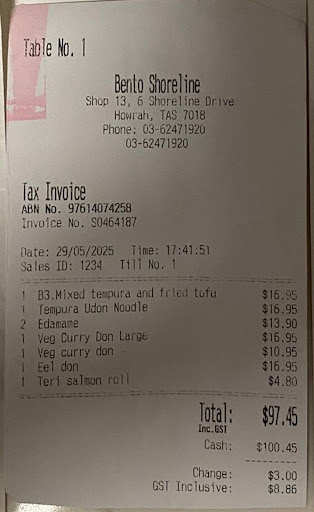 Table No. 1
Bento Shoreline
Shop 13, 6 Shoreline Drive
Howrah, TAS 7018
Phone: 03-62471920
03-62471920
Tax Invoice
ABN No. 97614074258
Invoice No. S0464187
Date: 29/05/2025 Time: 17:41:51
Sales ID: 1234 Till No. 1
1 B3.Mixed tempura and fried tofu $16.95
1 Tempura Udon Noodle $16.95
2 Edamame $13.90
1 Veg Curry Don Large $16.95
1 Veg curry don $10.95
1 Eel don $16.95
1 Teri salmon roll $4.80
Total: $97.45
Inc.GST
Cash: $100.45
Change: $3.00
GST Inclusive: $8.86